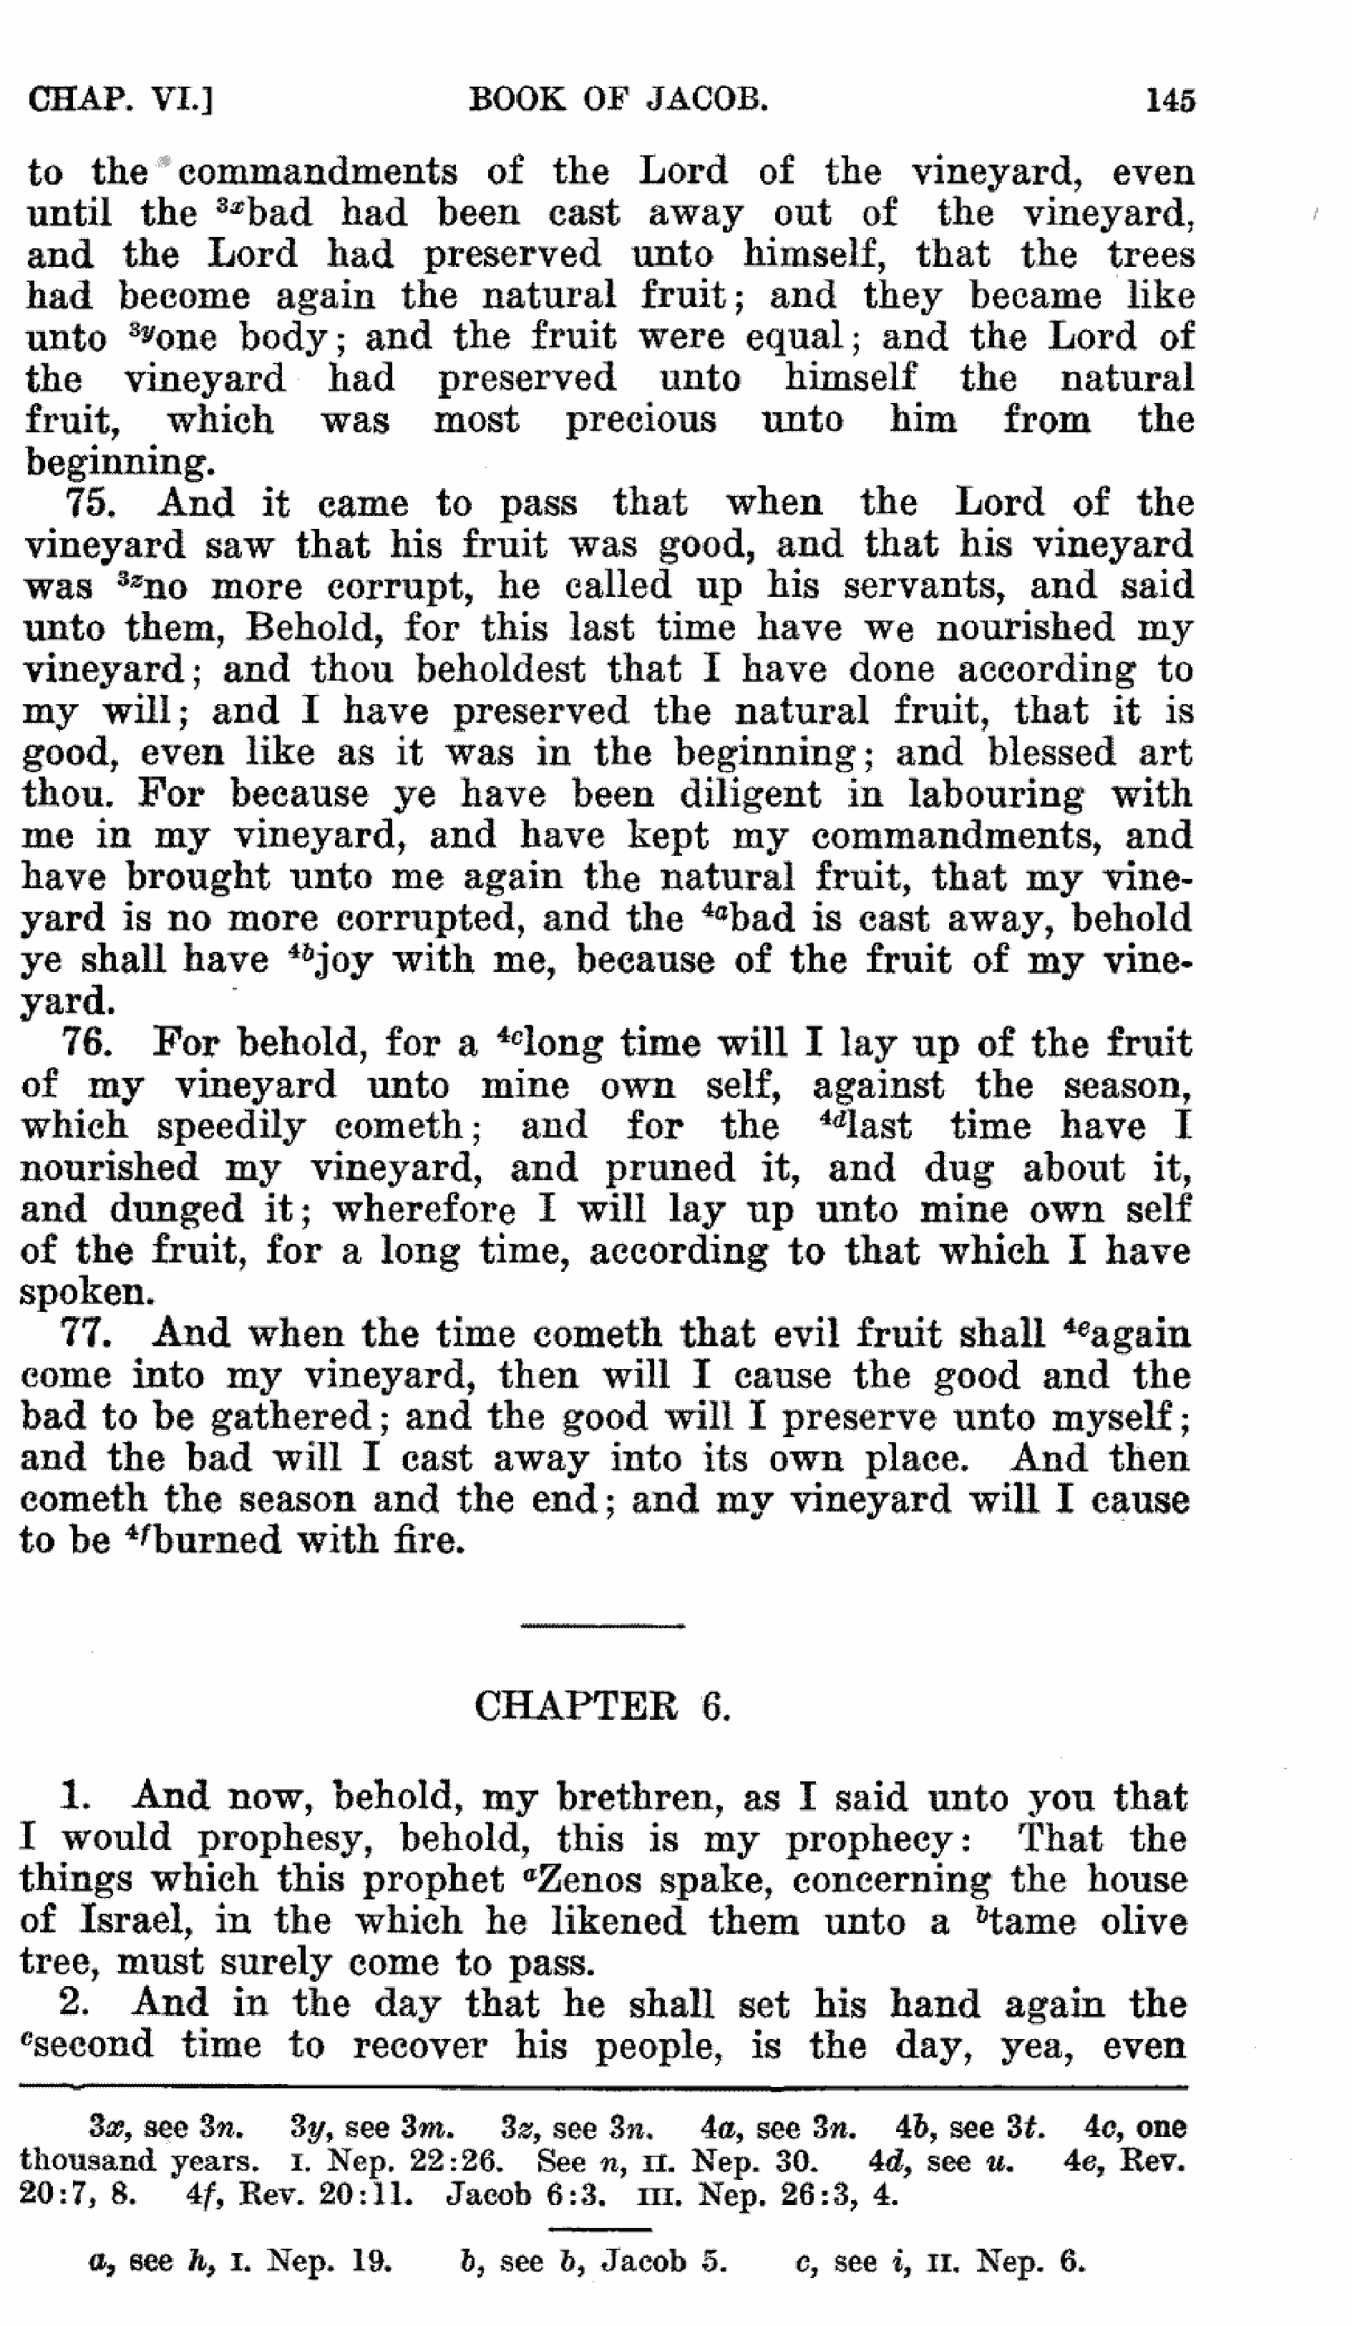 CHAP. VI.] BOOK OF JACOB. 145
to the commandments of the Lord of the vineyard, even
until the 3xbad had been cast away out of the vineyard,
and the Lord had preserved unto himself, that the trees
had become again the natural fruit; and they became like
unto 3yone body; and the fruit were equal; and the Lord of
the vineyard had preserved unto himself the natural
fruit, which was most precious unto him from the
beginning.
75. And it came to pass that when the Lord of the
vineyard saw that his fruit was good, and that his vineyard
was 3zno more corrupt, he called up his servants, and said
unto them, Behold, for this last time have we nourished my
vineyard; and thou beholdest that I have done according to
my will; and I have preserved the natural fruit, that it is
good, even like as it was in the beginning; and blessed art
thou. For because ye have been diligent in labouring with
me in my vineyard, and have kept my commandments, and
have brought unto me again the natural fruit, that my vine-
yard is no more corrupted, and the 4abad is cast away, behold
ye shall have 4bjoy with me, because of the fruit of my vine-
yard.
76. For behold, for a 4clong time will I lay up of the fruit
of my vineyard unto mine own self, against the season,
which speedily cometh; and for the 4dlast time have I
nourished my vineyard, and pruned it, and dug about it,
and dunged it; wherefore I will lay up unto mine own self
of the fruit, for a long time, according to that which I have
spoken.
77. And when the time cometh that evil fruit shall 4eagain
come into my vineyard, then will I cause the good and the
bad to be gathered; and the good will I preserve unto myself;
and the bad will I cast away into its own place. And then
cometh the season and the end; and my vineyard will I cause
to be 4fburned with fire.
CHAPTER 6.
1. And now, behold, my brethren, as I said unto you that
I would prophesy, behold, this is my prophecy: That the
things which this prophet aZenos spake, concerning the house
of Israel, in the which he likened them unto a btame olive
tree, must surely come to pass.
2. And in the day that he shall set his hand again the
csecond time to recover his people, is the day, yea, even
3x, see 3n. 3y, see 3m. 3z, see 3n. 4a, see 3n. 4b, see 3t. 4c, one
thousand years. I. Nep. 22:26. See n, II. Nep. 30. 4d, see u. 4e, Rev.
20:7, 8. 4f, Rev. 20:11. Jacob 6:3. III. Nep. 26:3, 4.
a, see h, I. Nep. 19. b, see b, Jacob 5. c, see i, II. Nep. 6.